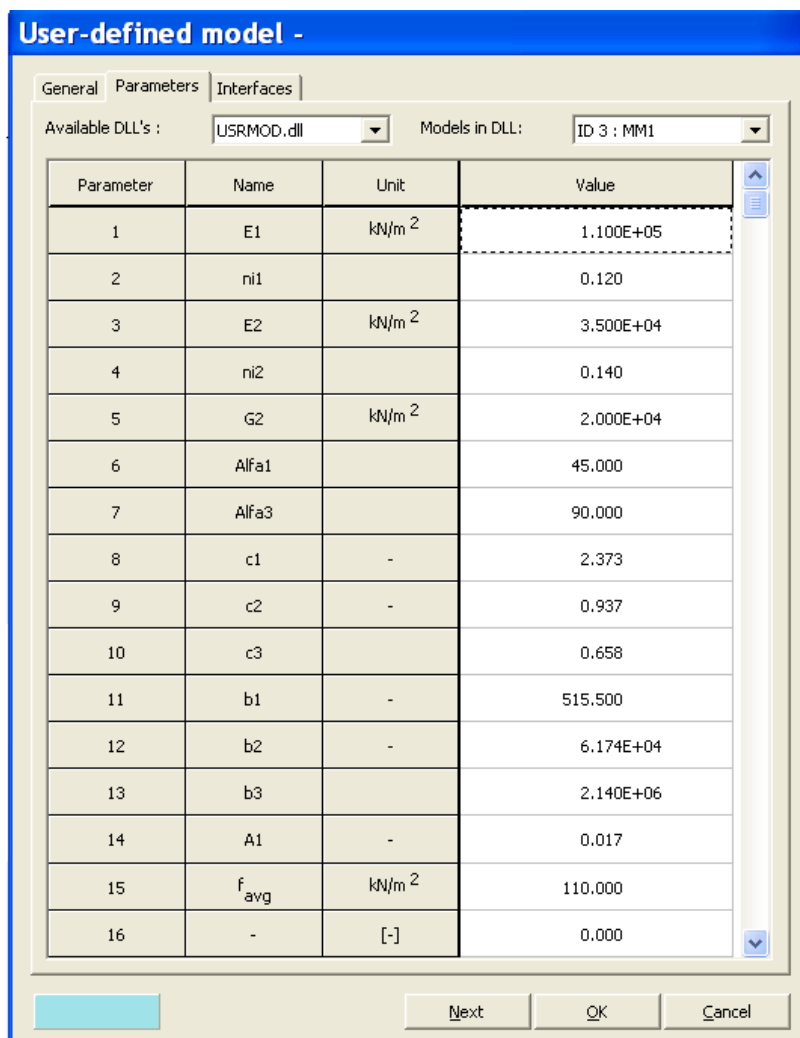 User-defined model -
General Parameters Interfaces
Available DLL's : USRMOD.dll Models in DLL: ID 3 : MM1
Parameter Name Unit Value
1 E1 kN/m 2 1.100E+05
2 ni1 0.120
3 E2 kN/m 2 3.500E+04
4 ni2 0.140
5 G2 kN/m 2 2.000E+04
6 Alfa1 45.000
7 Alfa3 90.000
8 c1 - 2.373
9 c2 - 0.937
10 c3 0.658
11 b1 - 515.500
12 b2 - 6.174E+04
13 b3 2.140E+06
14 A1 - 0.017
15 f avg kN/m 2 110.000
16 - [-] 0.000
Next OK Cancel